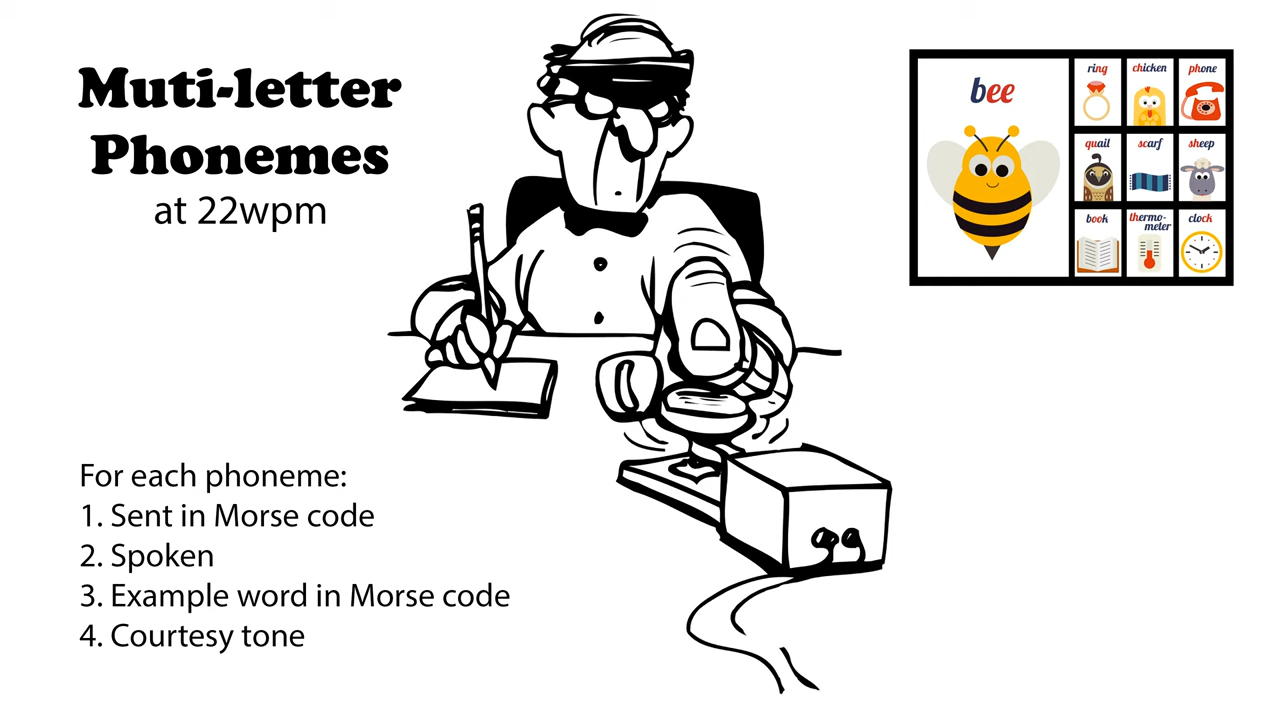 Muti-letter
Phonemes
at 22wpm
bee
ring
chicken
phone
quail
scarf
sheep
book
thermo-
meter
clock
For each phoneme:
1. Sent in Morse code
2. Spoken
3. Example word in Morse code
4. Courtesy tone